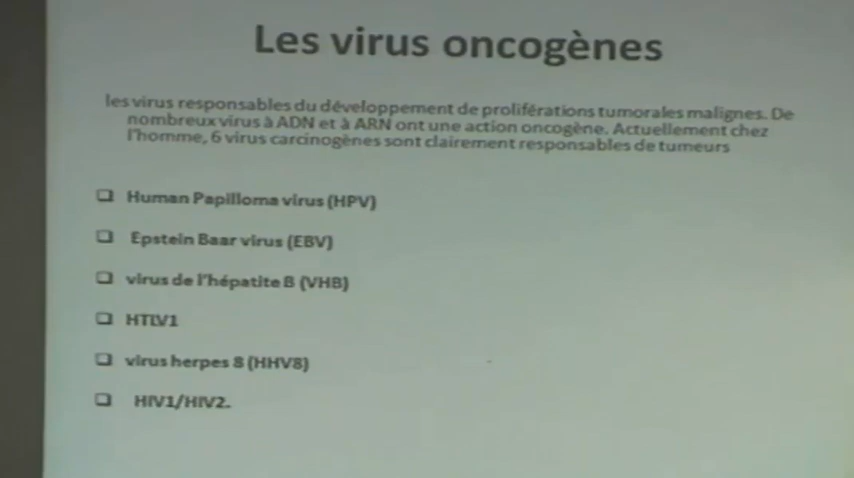 Les virus oncogènes
les virus responsables du développement de proliférations tumorales malignes. De
nombreux virus à ADN et à ARN ont une action oncogène. Actuellement chez
l'homme, 6 virus carcinogènes sont clairement responsables de tumeurs
Human Papilloma virus (HPV)
Epstein Baar virus (EBV)
virus de l'hépatite B (VHB)
HTLV1
virus herpes 8 (HHV8)
HIV1/HIV2.